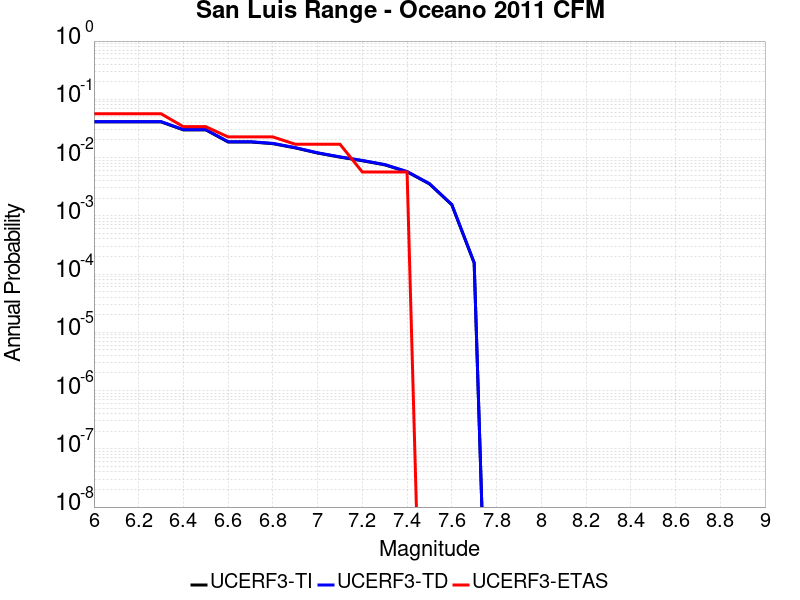 San Luis Range - Oceano 2011 CFM
10^0
10^-1
10^-2
10^-3
10^-4
10^-5
10^-6
10^-7
10^-8
Annual Probability
6 6.2 6.4 6.6 6.8 7 7.2 7.4 7.6 7.8 8 8.2 8.4 8.6 8.8 9
Magnitude
UCERF3-TI UCERF3-TD UCERF3-ETAS